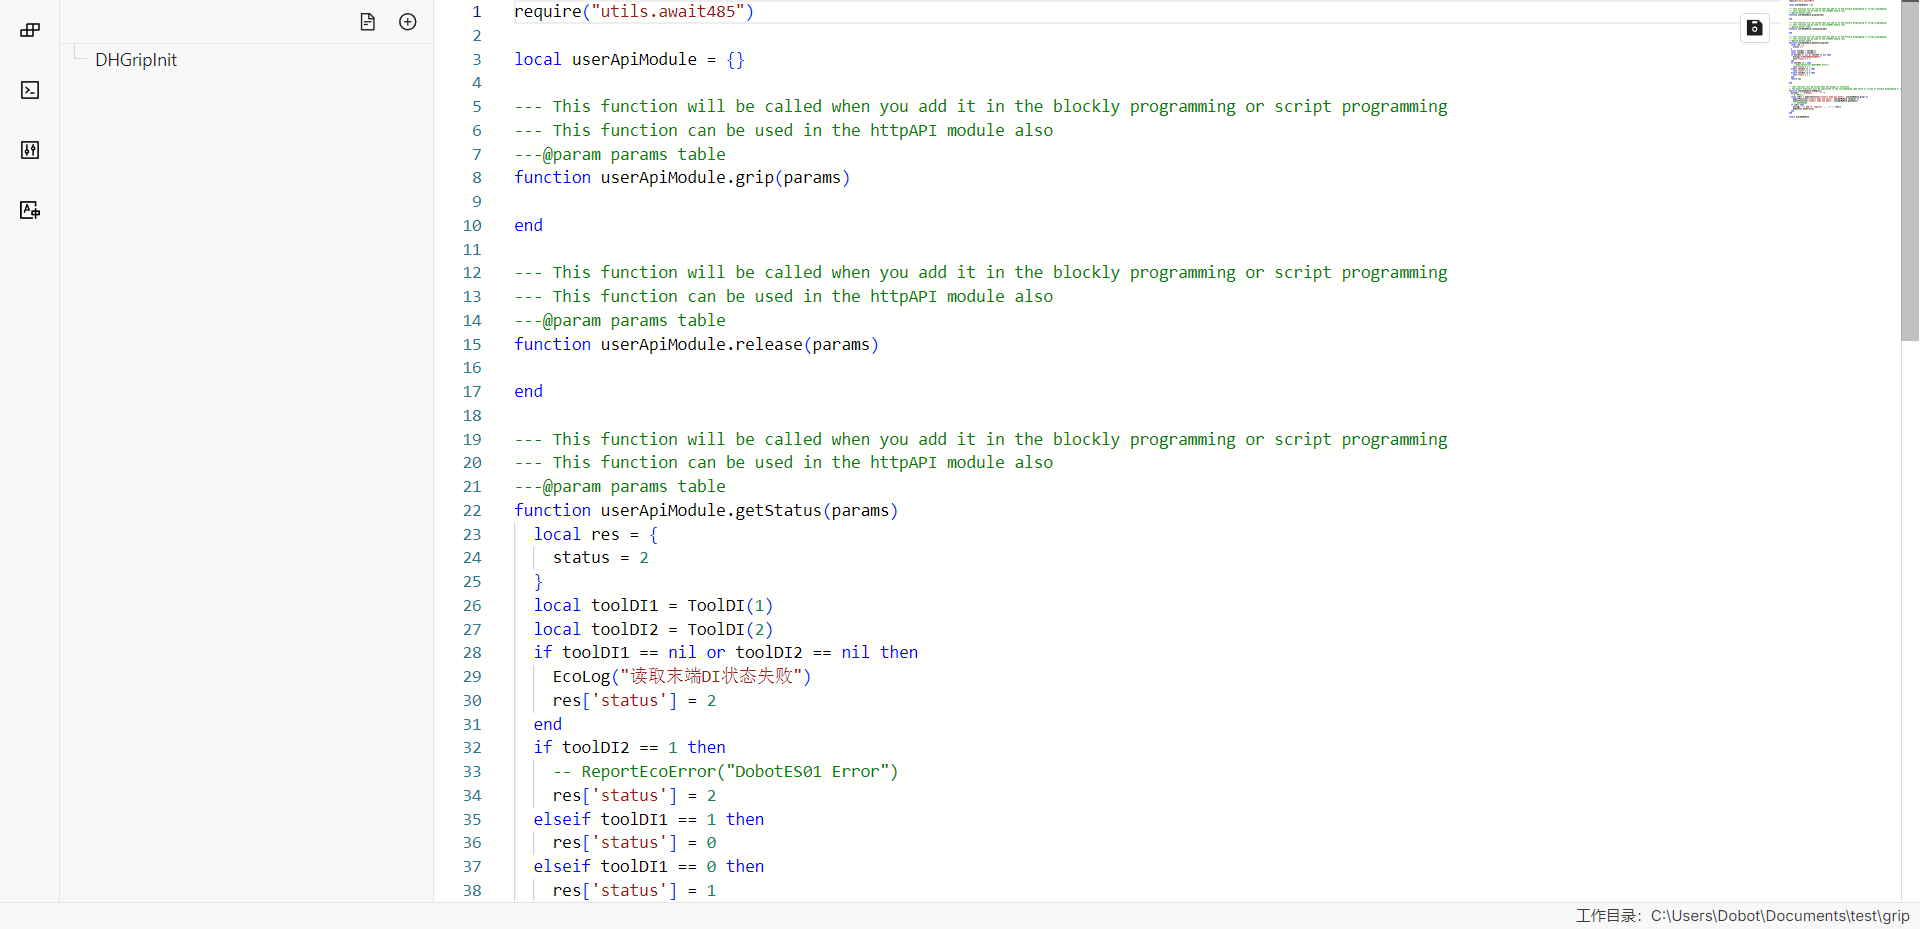 DHGripInit
1 require("utils.await485")
2
3 local userApiModule = {}
4
5 --- This function will be called when you add it in the blockly programming or script programming
6 --- This function can be used in the httpAPI module also
7 ---@param params table
8 function userApiModule.grip(params)
9
10 end
11
12 --- This function will be called when you add it in the blockly programming or script programming
13 --- This function can be used in the httpAPI module also
14 ---@param params table
15 function userApiModule.release(params)
16
17 end
18
19 --- This function will be called when you add it in the blockly programming or script programming
20 --- This function can be used in the httpAPI module also
21 ---@param params table
22 function userApiModule.getStatus(params)
23 local res = {
24 status = 2
25 }
26 local toolDI1 = ToolDI(1)
27 local toolDI2 = ToolDI(2)
28 if toolDI1 == nil or toolDI2 == nil then
29 EcoLog("读取末端DI状态失败")
30 res['status'] = 2
31 end
32 if toolDI2 == 1 then
33 -- ReportEcoError("DobotES01 Error")
34 res['status'] = 2
35 elseif toolDI1 == 1 then
36 res['status'] = 0
37 elseif toolDI1 == 0 then
38 res['status'] = 1
工作目录：C:\Users\Dobot\Documents\test\grip